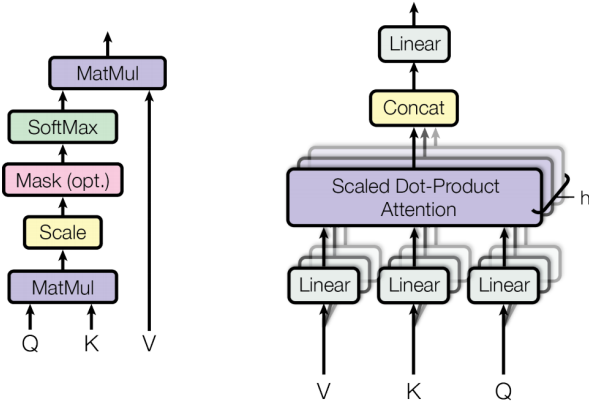 MatMul
SoftMax
Mask (opt.)
Scale
MatMul
Q K V
Linear
Concat
Scaled Dot-Product
Attention
h
Linear Linear Linear
V K Q